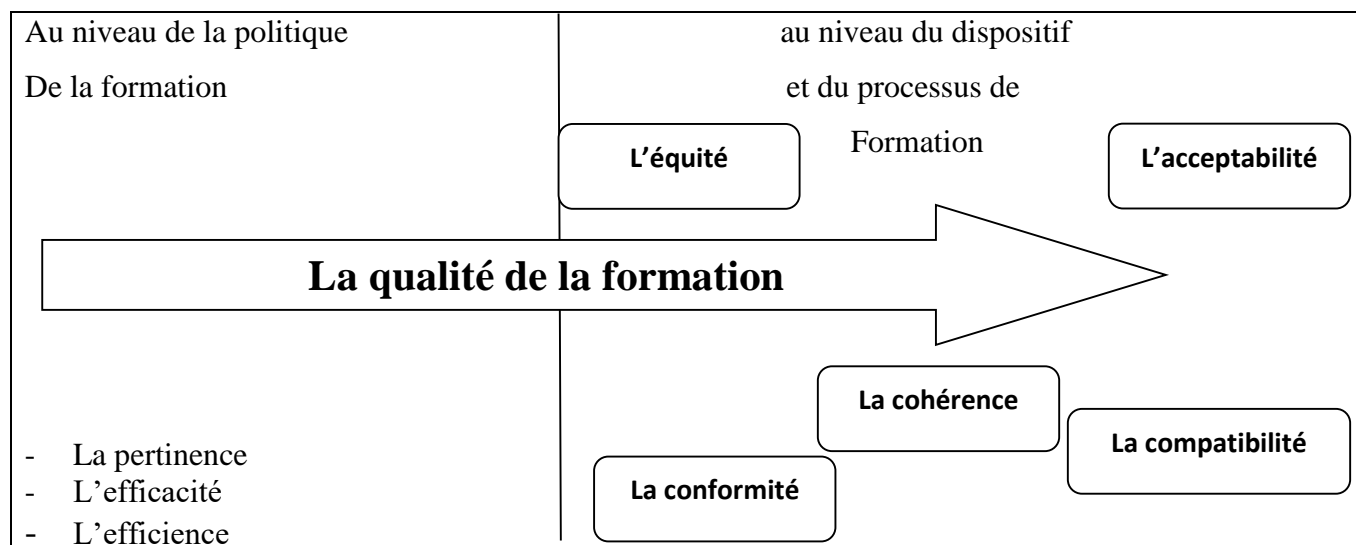 Au niveau de la politique
De la formation
au niveau du dispositif
et du processus de
Formation
L'équité
L'acceptabilité
La qualité de la formation
La cohérence
La compatibilité
La conformité
- La pertinence
- L'efficacité
- L'efficience